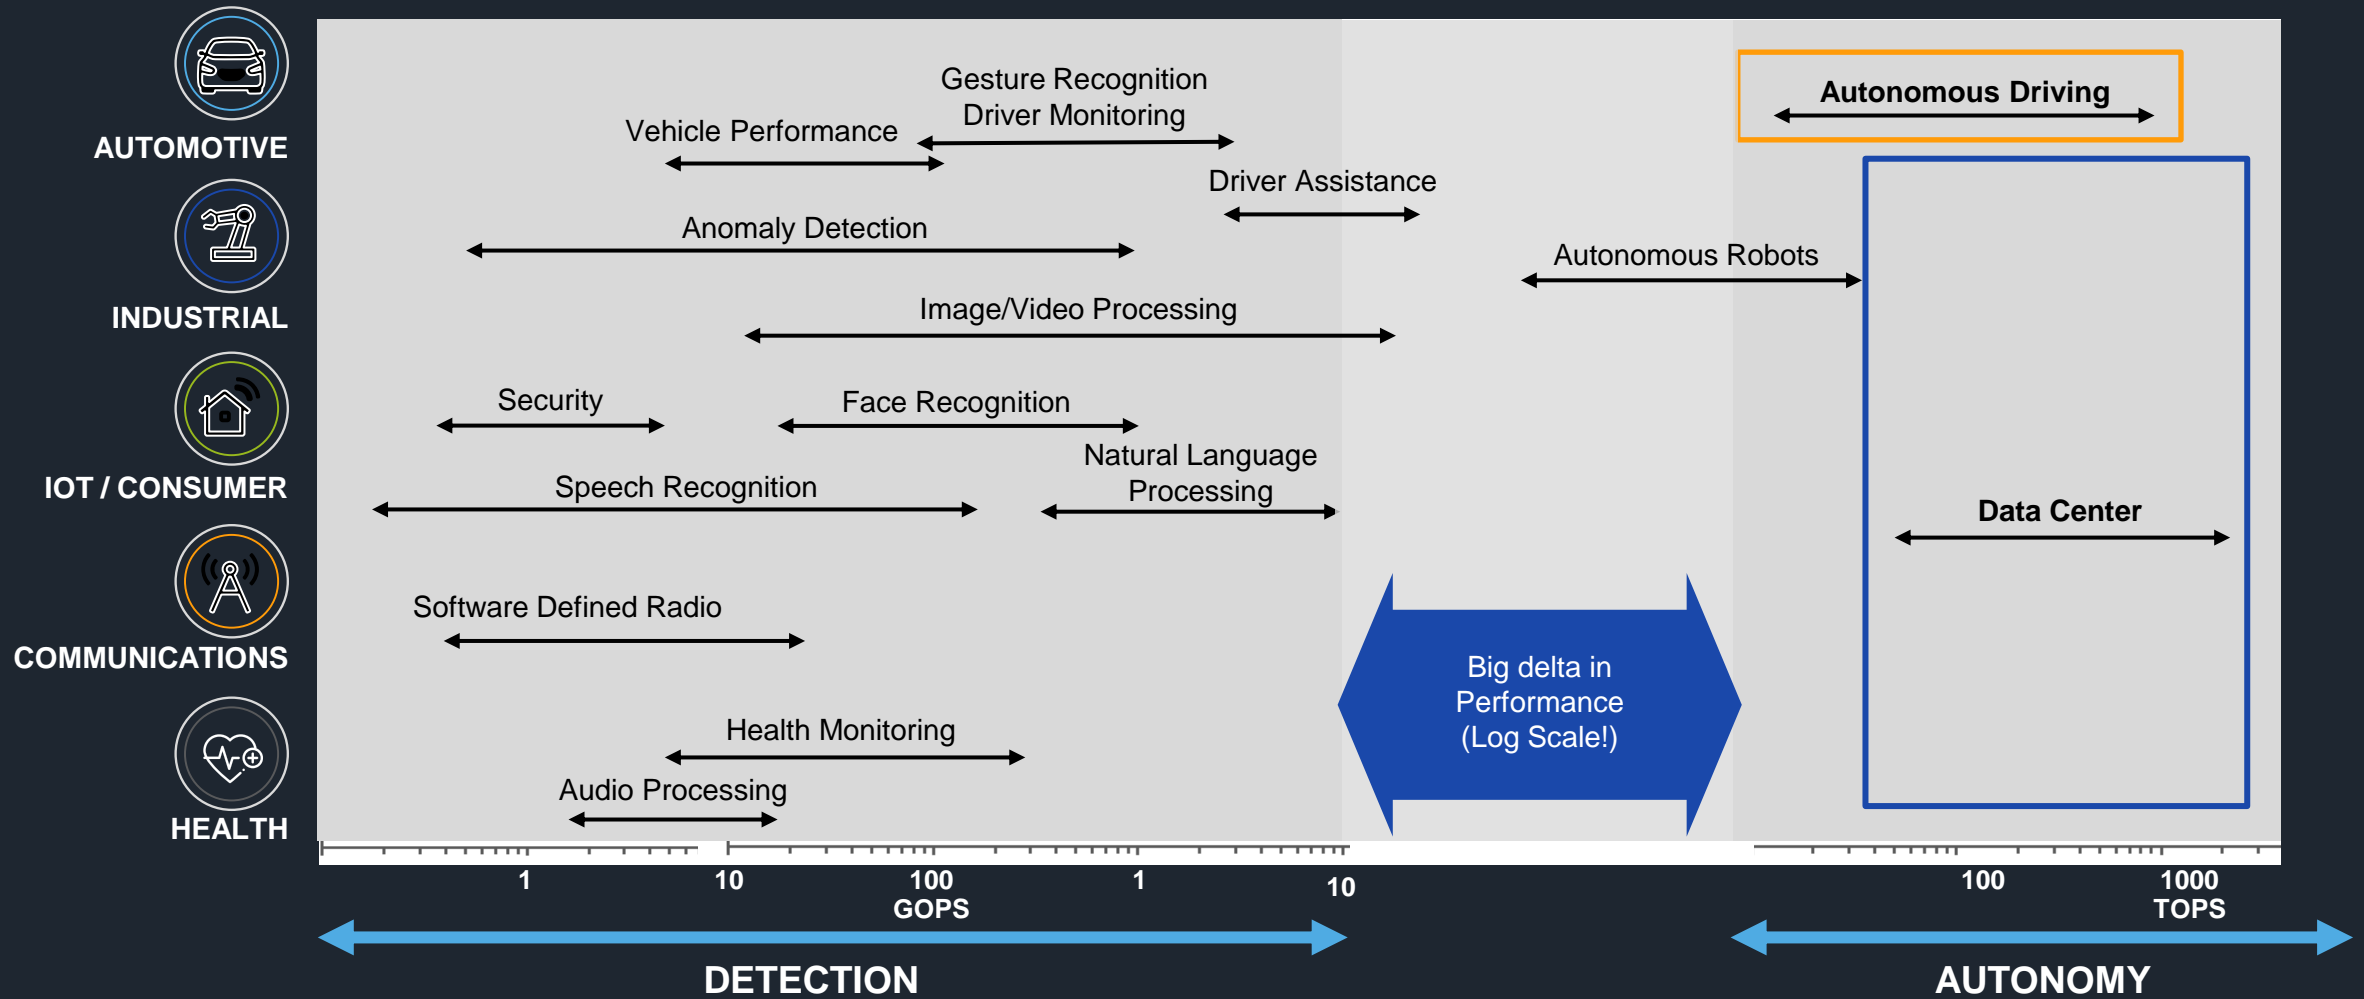 AUTOMOTIVE
INDUSTRIAL
IOT / CONSUMER
COMMUNICATIONS
HEALTH
Gesture Recognition
Driver Monitoring
Vehicle Performance
Driver Assistance
Autonomous Driving
Anomaly Detection
Autonomous Robots
Image/Video Processing
Security
Face Recognition
Natural Language
Processing
Speech Recognition
Data Center
Software Defined Radio
Big delta in
Performance
(Log Scale!)
Health Monitoring
Audio Processing
1
10
100
GOPS
1
10
100
1000
TOPS
DETECTION
AUTONOMY